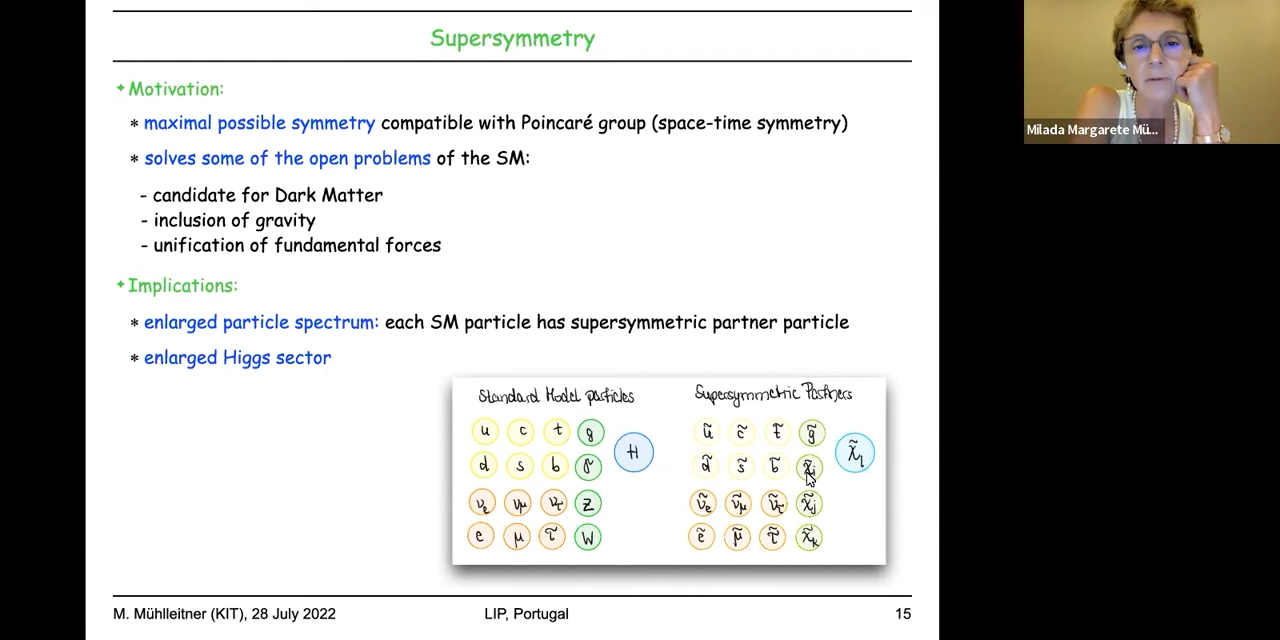 Supersymmetry
✦ Motivation:
∗ maximal possible symmetry compatible with Poincaré group (space-time symmetry)
∗ solves some of the open problems of the SM:
- candidate for Dark Matter
- inclusion of gravity
- unification of fundamental forces
✦ Implications:
∗ enlarged particle spectrum: each SM particle has supersymmetric partner particle
∗ enlarged Higgs sector
Standard Model particles
u c t g
H
d s b γ
νe νμ ντ Z
e μ τ W
Supersymmetric Partners
ũ c̃ t̃ g̃
χ̃l
d̃ s̃ b̃ χ̃i
ν̃e ν̃μ ν̃τ χ̃j
ẽ μ̃ τ̃ χ̃k
M. Mühlleitner (KIT), 28 July 2022 LIP, Portugal 15
Milada Margarete Mü...